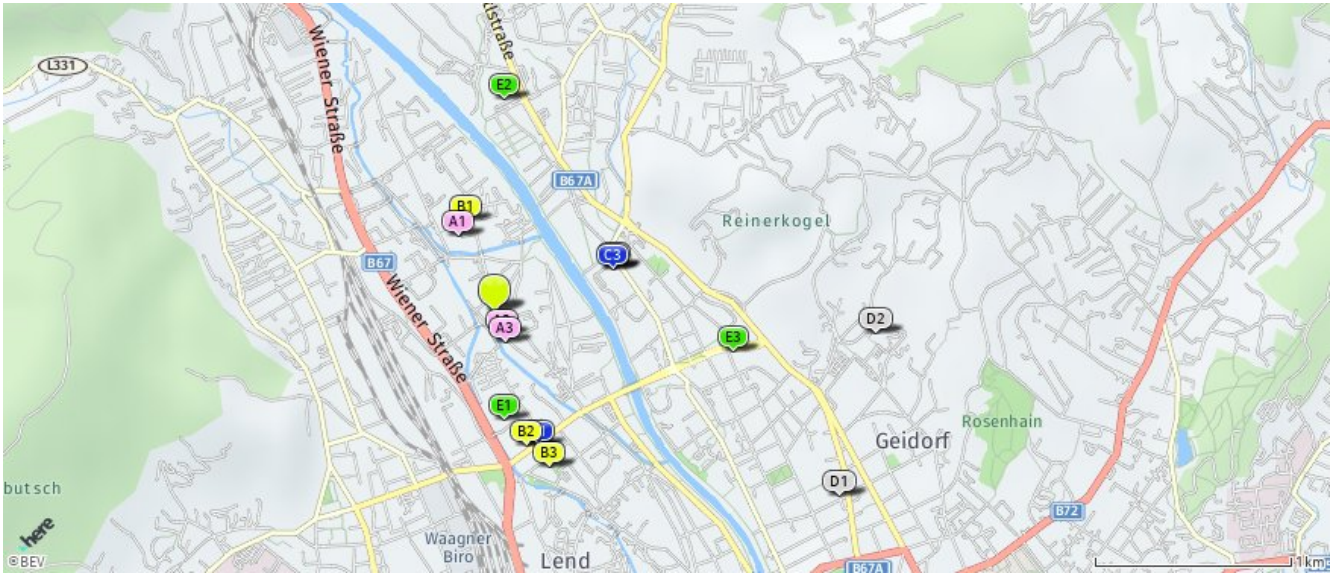 lstraße
Wiener Straße
L331
E2
B67A
B1
A1
Reinerkogel
C3
B67
Wiener Straße
D2
A3
E3
E1
Rosenhain
B2
B3
Geidorf
D1
butsch
B72
here
Waagner
Biro
Lend
©BEV
B67A
1km